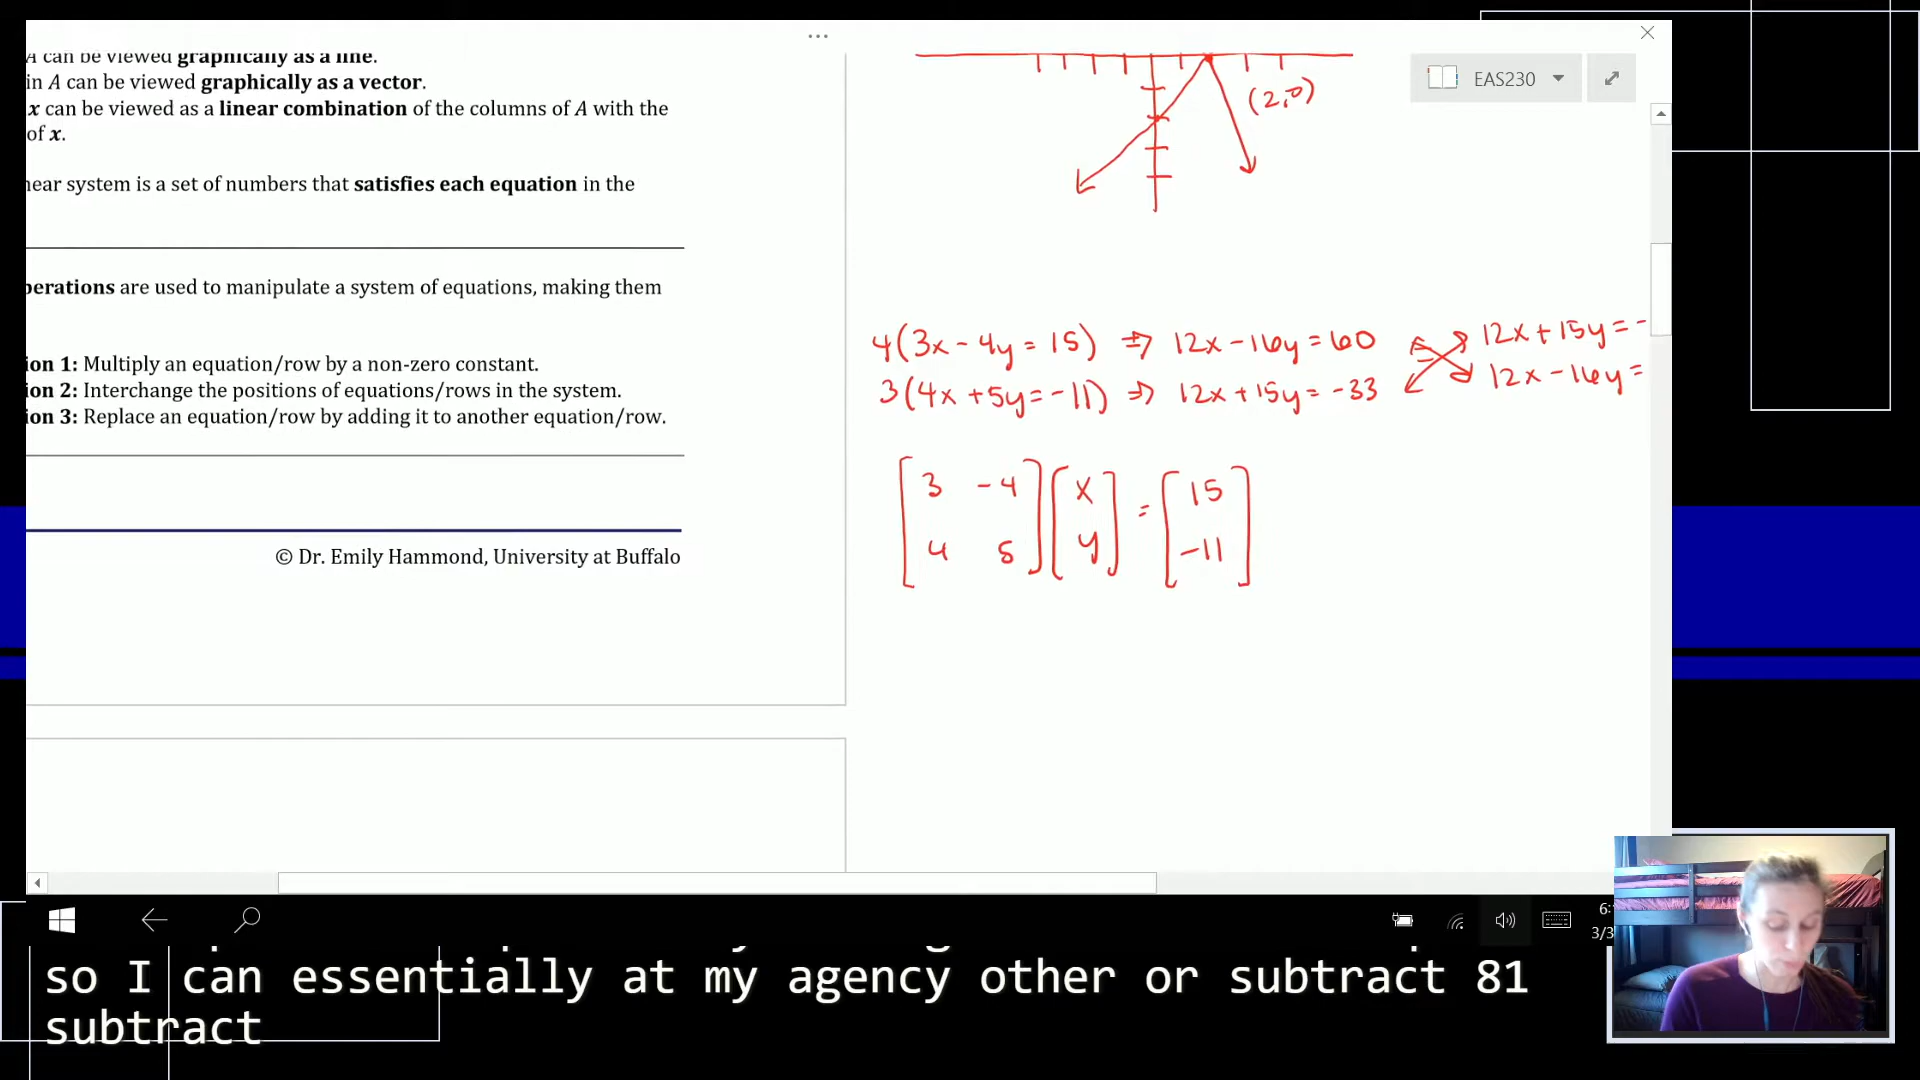 A can be viewed graphically as a line.
in A can be viewed graphically as a vector.
x can be viewed as a linear combination of the columns of A with the
of x.
near system is a set of numbers that satisfies each equation in the
perations are used to manipulate a system of equations, making them
ion 1: Multiply an equation/row by a non-zero constant.
ion 2: Interchange the positions of equations/rows in the system.
ion 3: Replace an equation/row by adding it to another equation/row.
© Dr. Emily Hammond, University at Buffalo
EAS230
(2,0)
4(3x - 4y = 15) ⇒ 12x - 16y = 60 12x + 15y = -
3(4x + 5y = -11) ⇒ 12x + 15y = -33 12x - 16y =
[3 -4] [x] = [15]
[4 5] [y] [-11]
6:
3/3
so I can essentially at my agency other or subtract 81
subtract